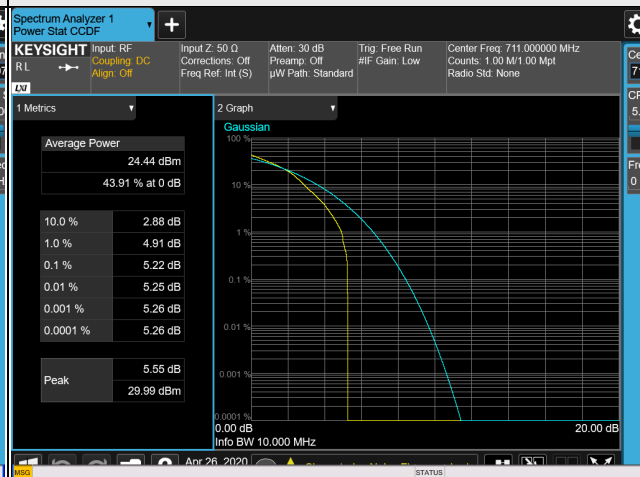 Spectrum Analyzer 1
Power Stat CCDF
+
KEYSIGHT
R L
LXI
Input: RF
Coupling: DC
Align: Off
Input Z: 50 Ω
Corrections: Off
Freq Ref: Int (S)
Atten: 30 dB
Preamp: Off
µW Path: Standard
Trig: Free Run
#IF Gain: Low
Center Freq: 711.000000 MHz
Counts: 1.00 M/1.00 Mpt
Radio Std: None
1 Metrics
Average Power
24.44 dBm
43.91 % at 0 dB
10.0 % 2.88 dB
1.0 % 4.91 dB
0.1 % 5.22 dB
0.01 % 5.25 dB
0.001 % 5.26 dB
0.0001 % 5.26 dB
Peak
5.55 dB
29.99 dBm
2 Graph
Gaussian
100 %
10 %
1 %
0.1 %
0.01 %
0.001 %
0.0001 %
0.00 dB 20.00 dB
Info BW 10.000 MHz
Apr 26, 2020
MSG
STATUS